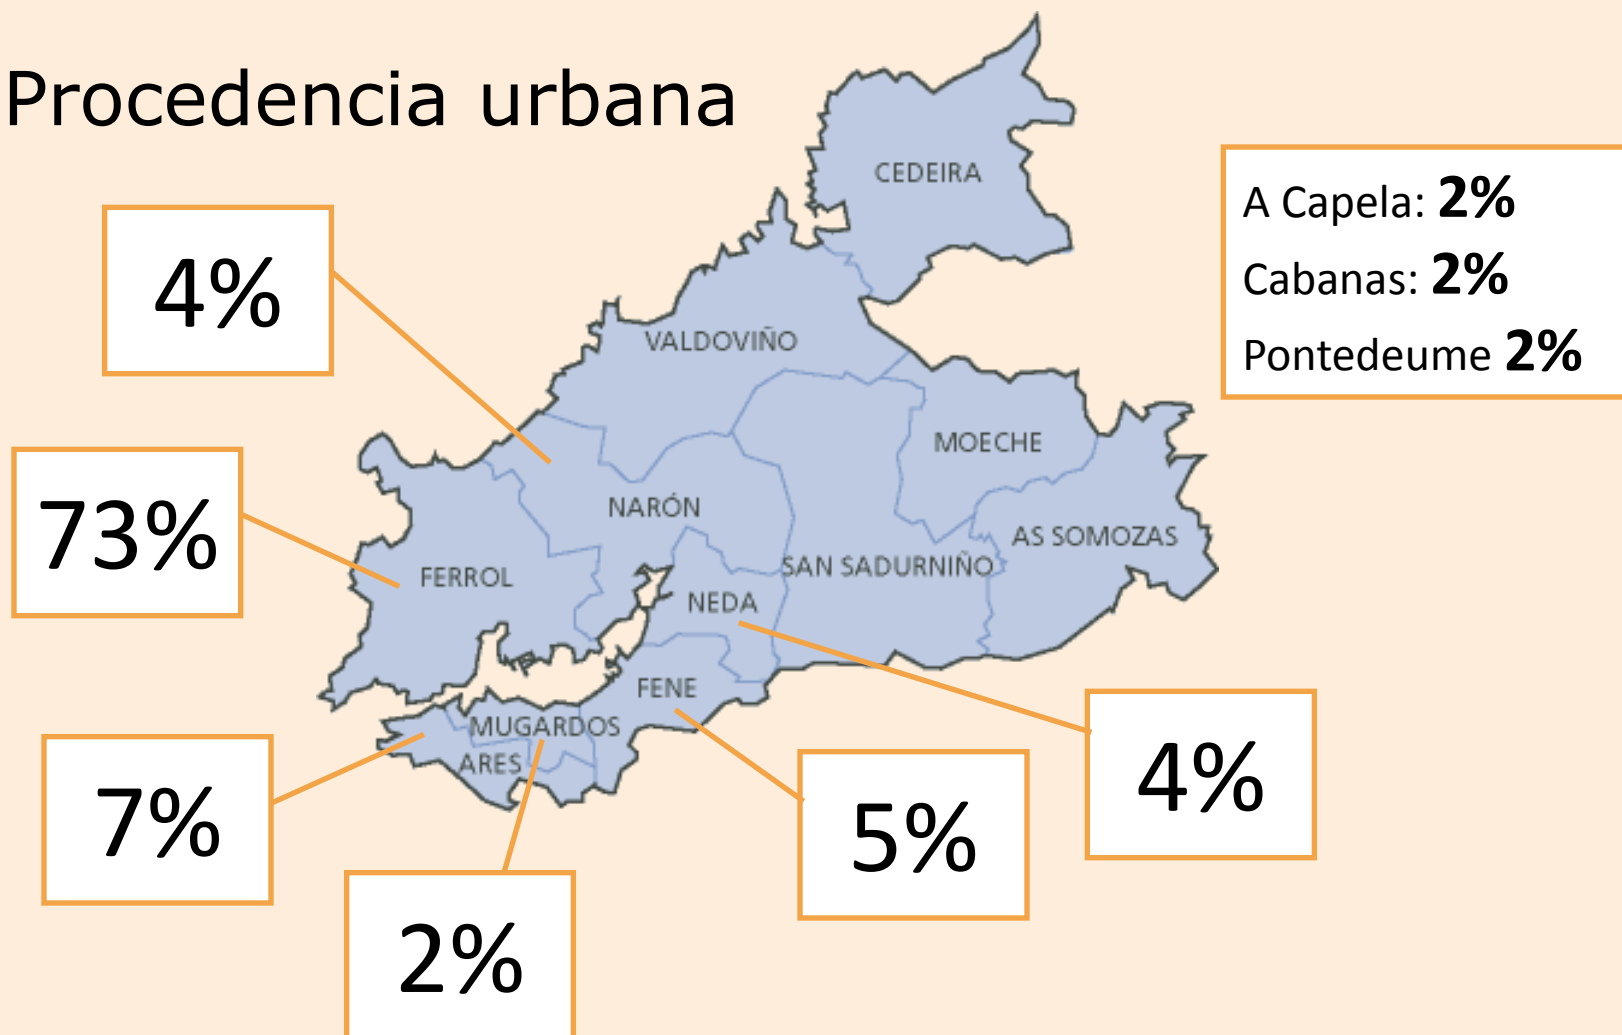 Procedencia urbana
CEDEIRA
A Capela: 2%
Cabanas: 2%
Pontedeume 2%
4%
VALDOVIÑO
MOECHE
73%
NARÓN
AS SOMOZAS
FERROL
SAN SADURNIÑO
NEDA
FENE
MUGARDOS
ARES
7%
5%
4%
2%